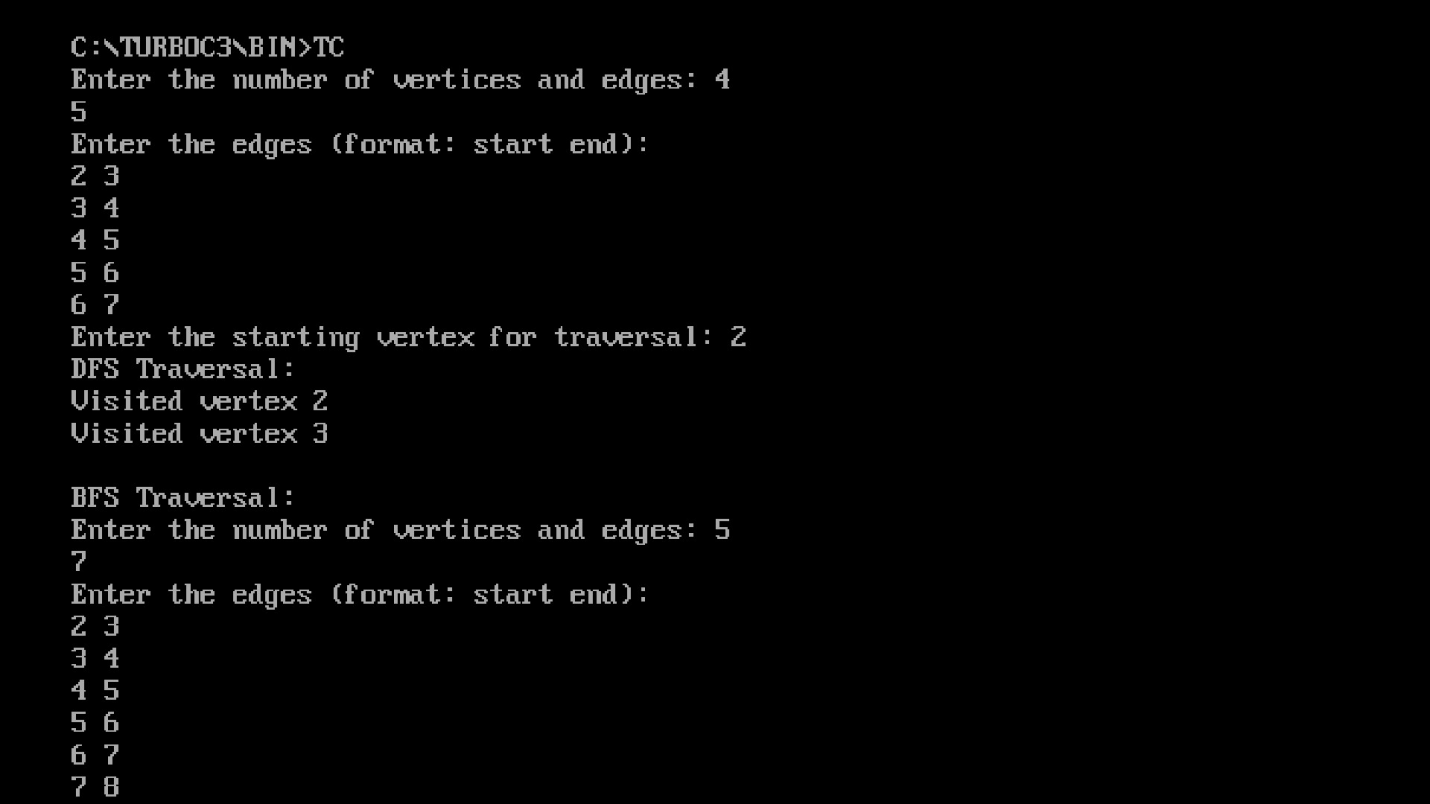 C:\TURBOC3\BIN>TC
Enter the number of vertices and edges: 4
5
Enter the edges (format: start end):
2 3
3 4
4 5
5 6
6 7
Enter the starting vertex for traversal: 2
DFS Traversal:
Visited vertex 2
Visited vertex 3
BFS Traversal:
Enter the number of vertices and edges: 5
7
Enter the edges (format: start end):
2 3
3 4
4 5
5 6
6 7
7 8